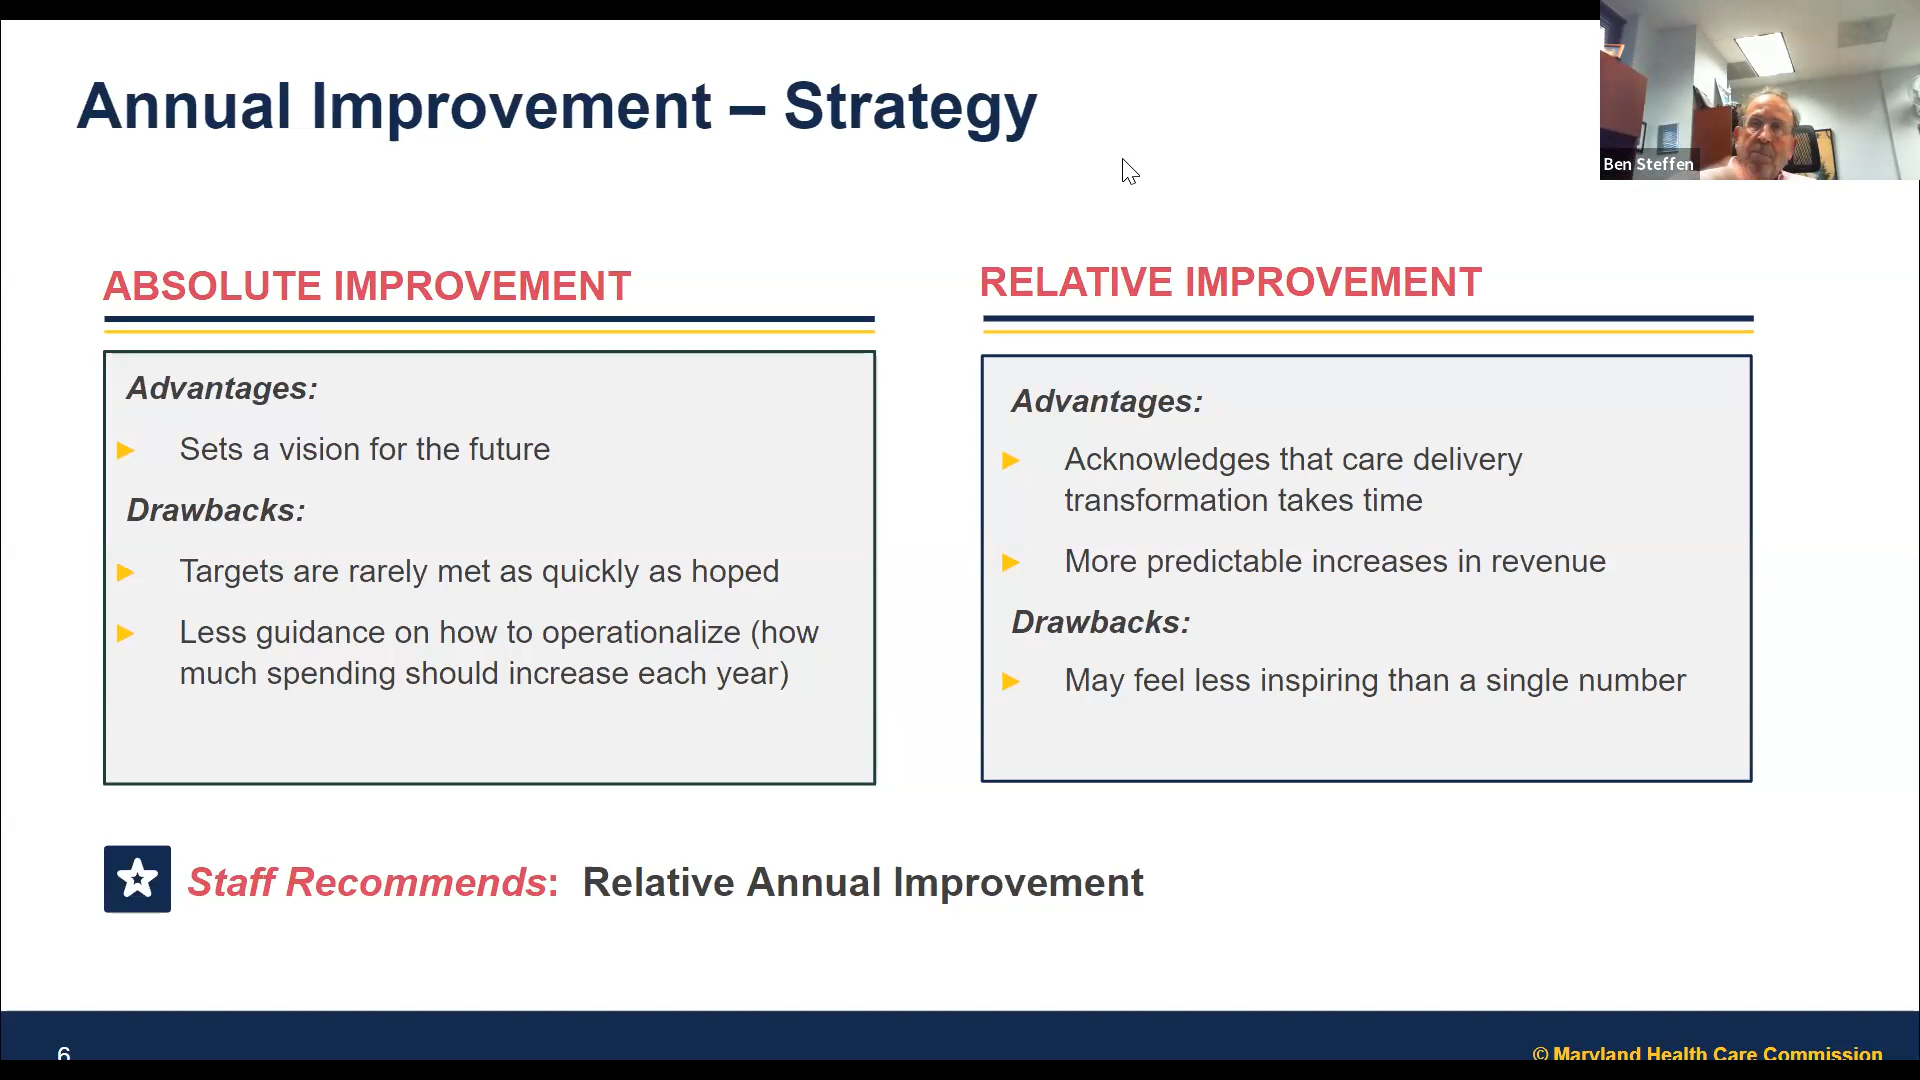 Annual Improvement – Strategy
Ben Steffen
ABSOLUTE IMPROVEMENT
Advantages:
Sets a vision for the future
Drawbacks:
Targets are rarely met as quickly as hoped
Less guidance on how to operationalize (how
much spending should increase each year)
RELATIVE IMPROVEMENT
Advantages:
Acknowledges that care delivery
transformation takes time
More predictable increases in revenue
Drawbacks:
May feel less inspiring than a single number
Staff Recommends: Relative Annual Improvement
6
© Maryland Health Care Commission